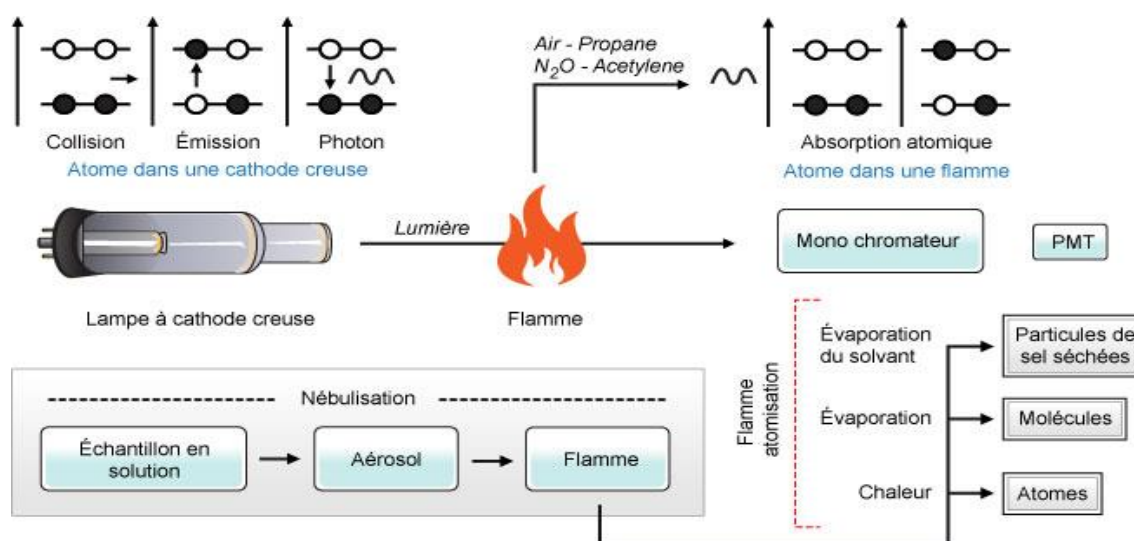 Air - Propane
N₂O - Acetylene
Collision
Émission
Photon
Absorption atomique
Atome dans une cathode creuse
Atome dans une flamme
Lumière
Mono chromateur
PMT
Lampe à cathode creuse
Flamme
Nébulisation
Échantillon en
solution
Aérosol
Flamme
Flamme
atomisation
Évaporation
du solvant
Particules de
sel séchées
Évaporation
Molécules
Chaleur
Atomes